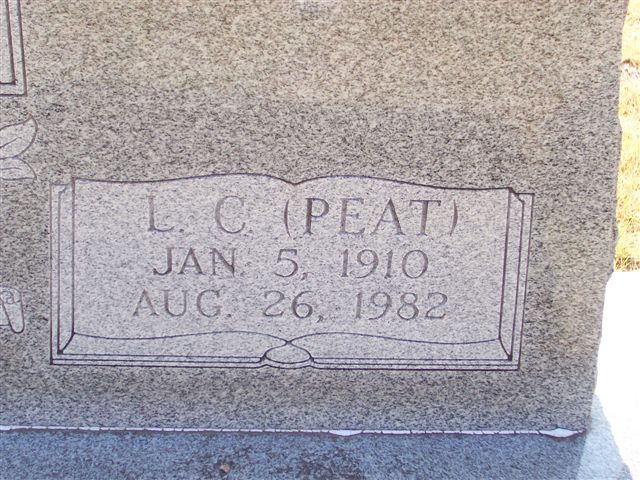 L. C. (PEAT)
JAN. 5, 1910
AUG. 26, 1982